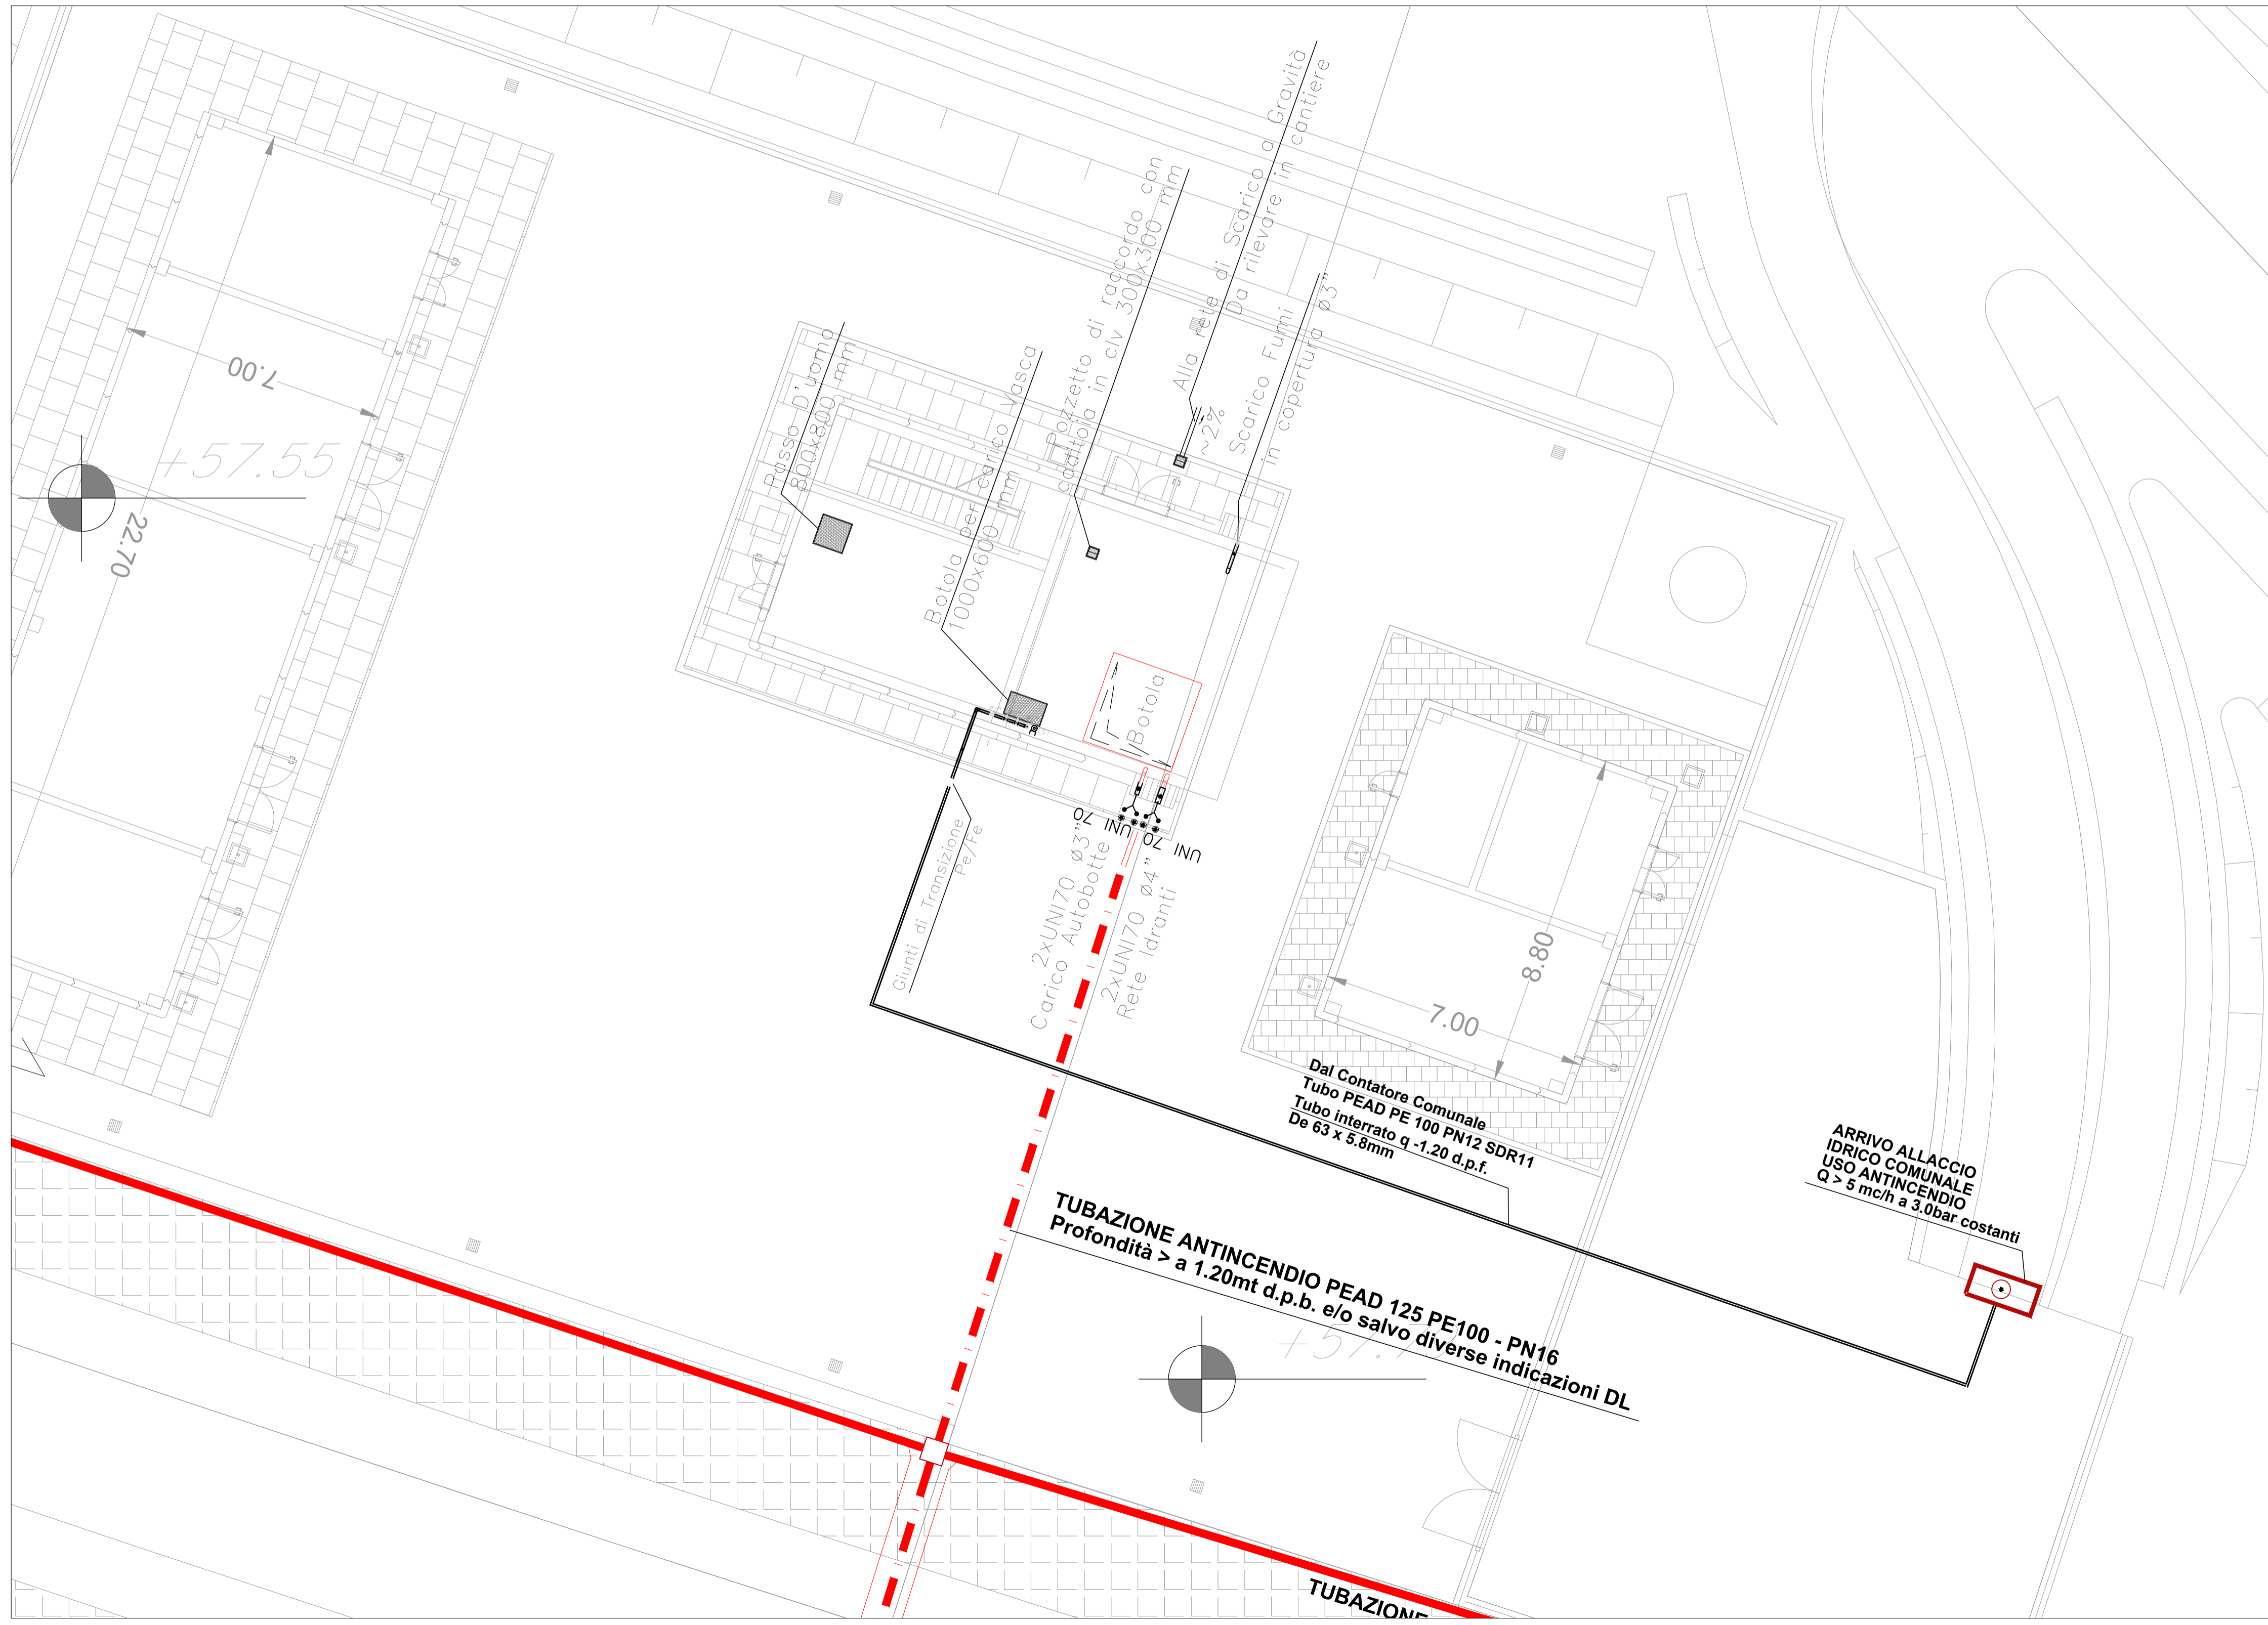 Passo D'uomo
800x800 mm
Botola per carico Vasca
1000x600 mm
Pozzetto di raccordo con
caditoia in clv 300x300 mm
Alla rete di Scarico a Gravità
Da rilevare in cantiere
~2%
Scarico Fumi
in copertura ø3"
7.00
+57.55
22.70
Botola
UNI 70
UNI 70
Giunti di Transizione
Pe/Fe
2xUNI70 ø3"
Carico Autobotte
2xUNI70 ø4"
Rete Idranti
8.80
7.00
Dal Contatore Comunale
Tubo PEAD PE 100 PN12 SDR11
Tubo interrato q -1.20 d.p.f.
De 63 x 5.8mm
ARRIVO ALLACCIO
IDRICO COMUNALE
USO ANTINCENDIO
Q > 5 mc/h a 3.0bar costanti
TUBAZIONE ANTINCENDIO PEAD 125 PE100 - PN16
Profondità > a 1.20mt d.p.b. e/o salvo diverse indicazioni DL
TUBAZIONE